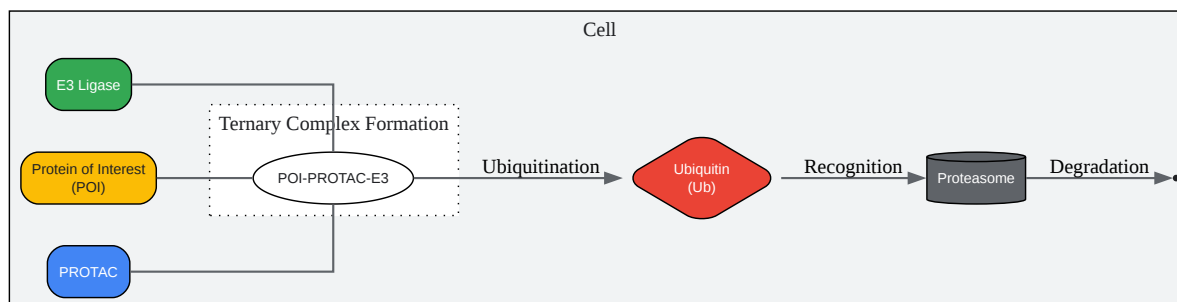 Cell
E3 Ligase
Ternary Complex Formation
Protein of Interest
(POI)
POI-PROTAC-E3
Ubiquitination
Ubiquitin
(Ub)
Recognition
Proteasome
Degradation
PROTAC